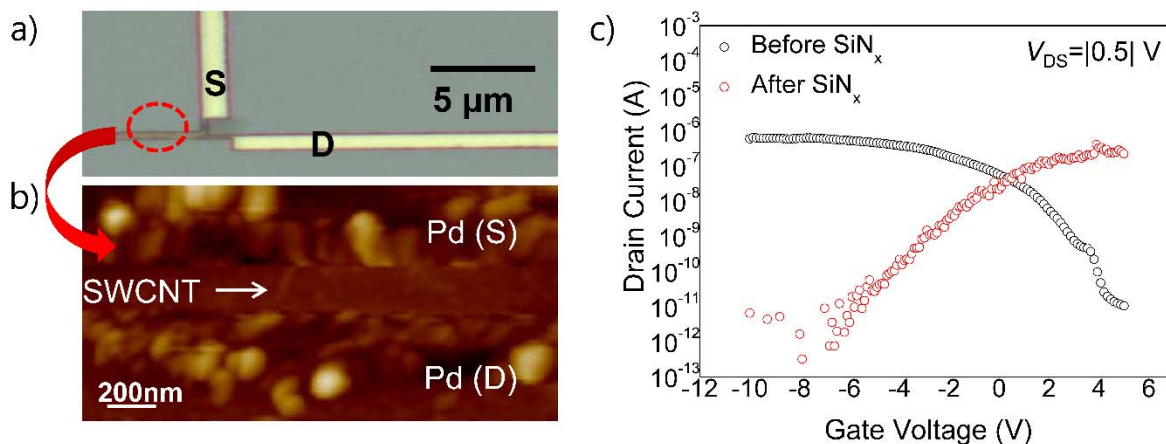 a)
S
5 μm
D
b)
Pd (S)
SWCNT
Pd (D)
200nm
c)
Before SiNₓ
After SiNₓ
V_DS=|0.5| V
Drain Current (A)
10⁻³
10⁻⁴
10⁻⁵
10⁻⁶
10⁻⁷
10⁻⁸
10⁻⁹
10⁻¹⁰
10⁻¹¹
10⁻¹²
10⁻¹³
-12 -10 -8 -6 -4 -2 0 2 4 6
Gate Voltage (V)